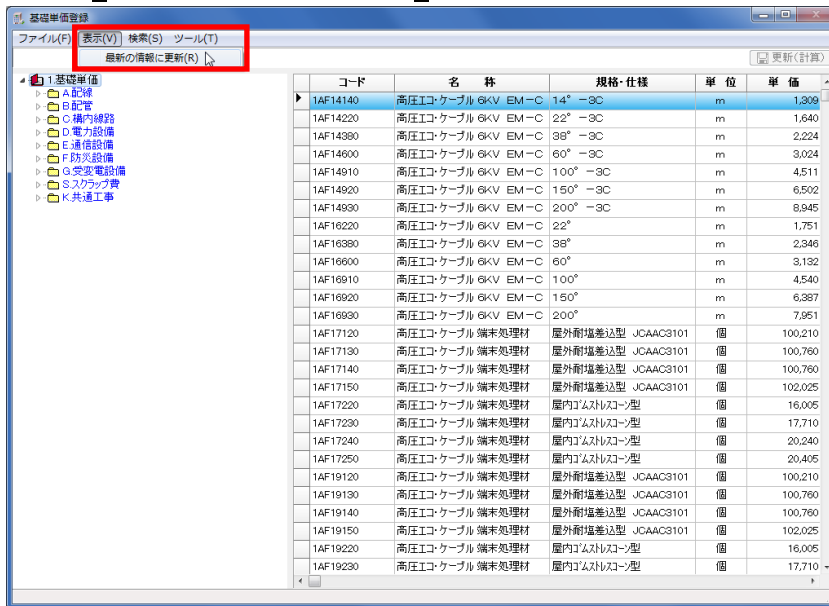 基礎単価登録
ファイル(F) 表示(V) 検索(S) ツール(T)
最新の情報に更新(R)
更新(計算)
1.基礎単価
A.配線
B.配管
C.構内線路
D.電力設備
E.通信設備
F.防災設備
G.受変電設備
S.スクラップ費
K.共通工事
コード 名 称 規格・仕様 単 位 単 価
1AF14140 高圧エコ・ケーブル 6KV EM-C 14° -3C m 1,309
1AF14220 高圧エコ・ケーブル 6KV EM-C 22° -3C m 1,640
1AF14380 高圧エコ・ケーブル 6KV EM-C 38° -3C m 2,224
1AF14600 高圧エコ・ケーブル 6KV EM-C 60° -3C m 3,024
1AF14910 高圧エコ・ケーブル 6KV EM-C 100° -3C m 4,511
1AF14920 高圧エコ・ケーブル 6KV EM-C 150° -3C m 6,502
1AF14930 高圧エコ・ケーブル 6KV EM-C 200° -3C m 8,945
1AF16220 高圧エコ・ケーブル 6KV EM-C 22° m 1,751
1AF16380 高圧エコ・ケーブル 6KV EM-C 38° m 2,346
1AF16600 高圧エコ・ケーブル 6KV EM-C 60° m 3,132
1AF16910 高圧エコ・ケーブル 6KV EM-C 100° m 4,540
1AF16920 高圧エコ・ケーブル 6KV EM-C 150° m 6,387
1AF16930 高圧エコ・ケーブル 6KV EM-C 200° m 7,951
1AF17120 高圧エコ・ケーブル 端末処理材 屋外耐塩差込型 JCAAC3101 個 100,210
1AF17130 高圧エコ・ケーブル 端末処理材 屋外耐塩差込型 JCAAC3101 個 100,760
1AF17140 高圧エコ・ケーブル 端末処理材 屋外耐塩差込型 JCAAC3101 個 100,760
1AF17150 高圧エコ・ケーブル 端末処理材 屋外耐塩差込型 JCAAC3101 個 102,025
1AF17220 高圧エコ・ケーブル 端末処理材 屋内ゴムストレスコーン型 個 16,005
1AF17230 高圧エコ・ケーブル 端末処理材 屋内ゴムストレスコーン型 個 17,710
1AF17240 高圧エコ・ケーブル 端末処理材 屋内ゴムストレスコーン型 個 20,240
1AF17250 高圧エコ・ケーブル 端末処理材 屋内ゴムストレスコーン型 個 20,405
1AF19120 高圧エコ・ケーブル 端末処理材 屋外耐塩差込型 JCAAC3101 個 100,210
1AF19130 高圧エコ・ケーブル 端末処理材 屋外耐塩差込型 JCAAC3101 個 100,760
1AF19140 高圧エコ・ケーブル 端末処理材 屋外耐塩差込型 JCAAC3101 個 100,760
1AF19150 高圧エコ・ケーブル 端末処理材 屋外耐塩差込型 JCAAC3101 個 102,025
1AF19220 高圧エコ・ケーブル 端末処理材 屋内ゴムストレスコーン型 個 16,005
1AF19230 高圧エコ・ケーブル 端末処理材 屋内ゴムストレスコーン型 個 17,710